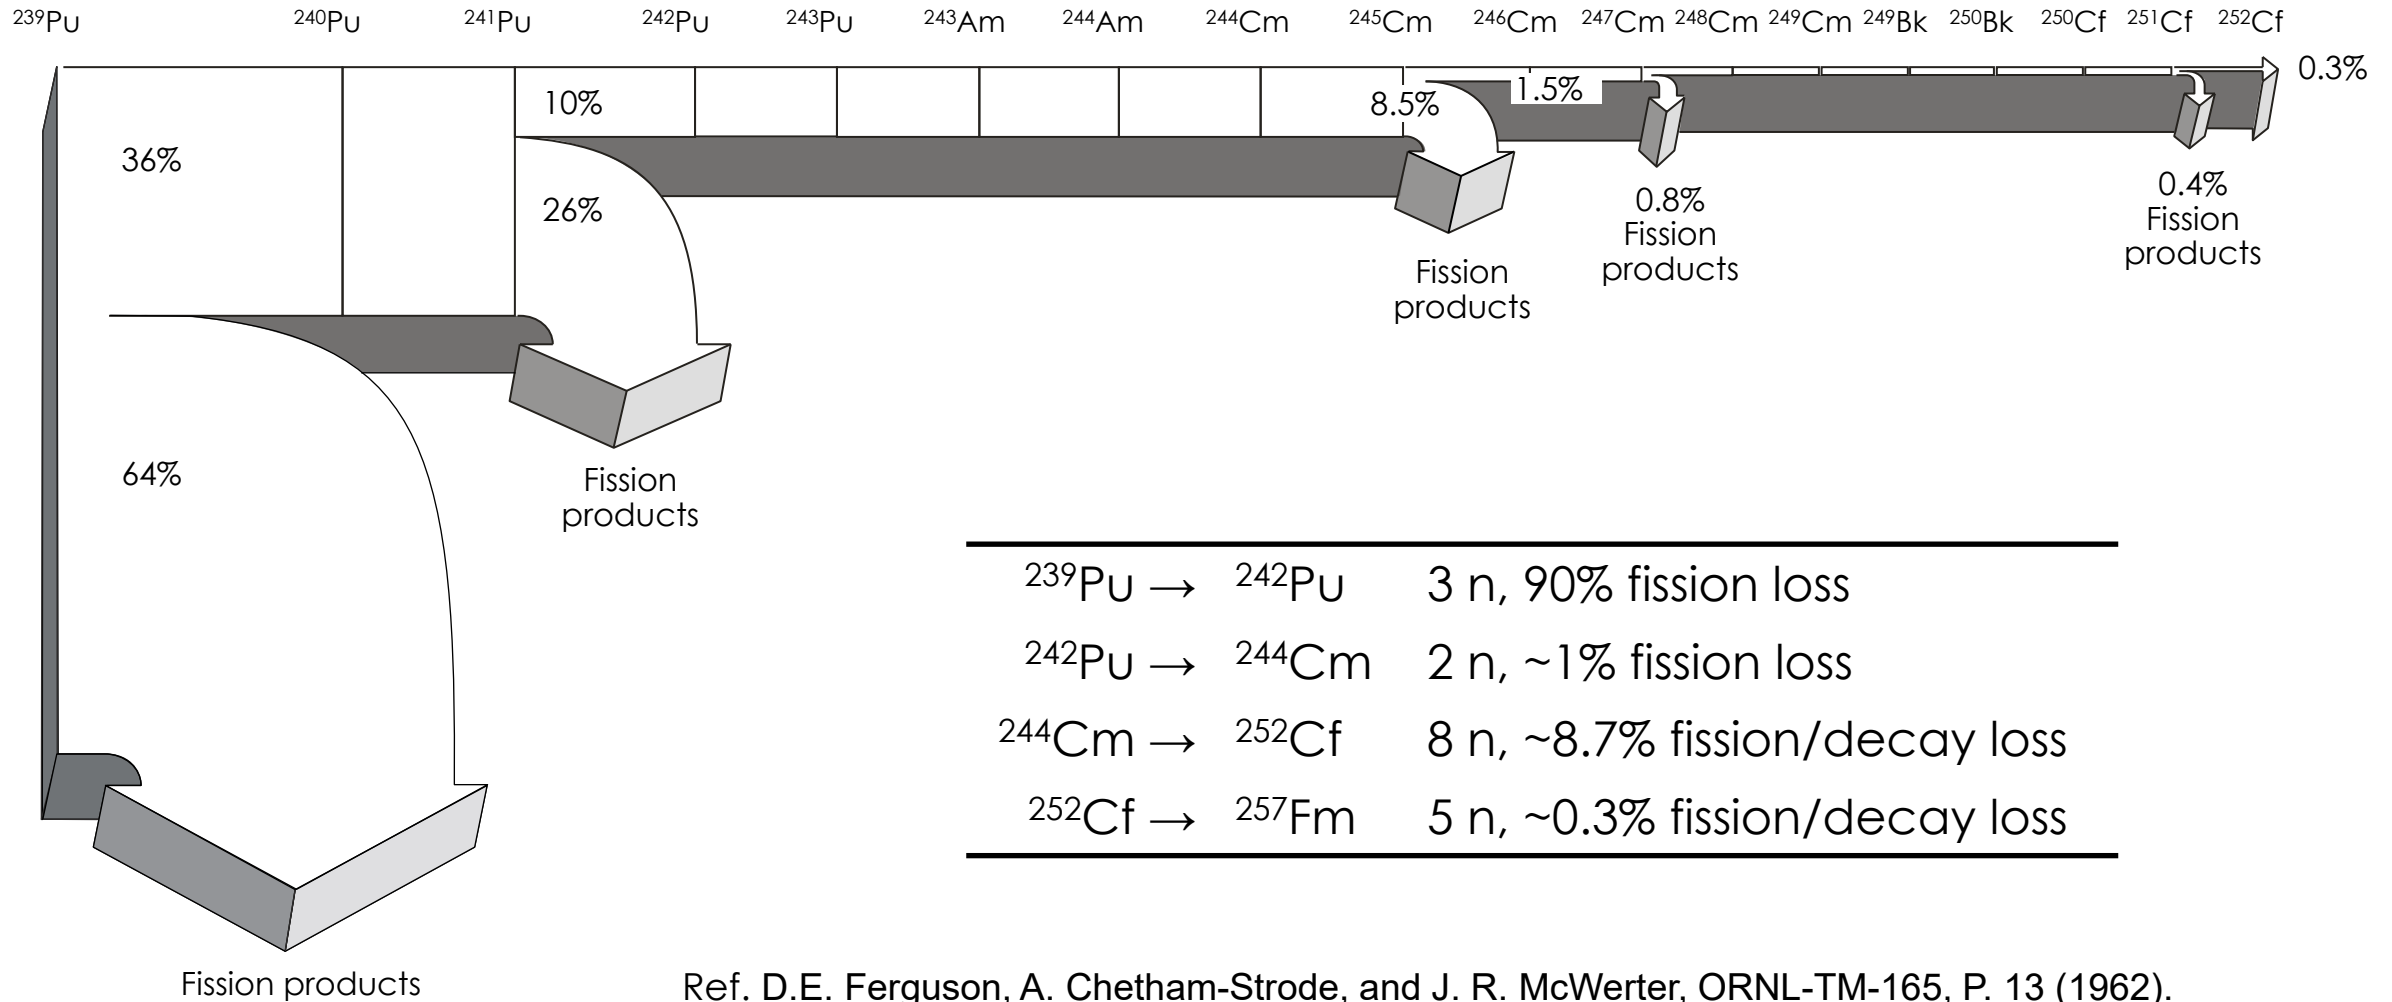 ²³⁹Pu ²⁴⁰Pu ²⁴¹Pu ²⁴²Pu ²⁴³Pu ²⁴³Am ²⁴⁴Am ²⁴⁴Cm ²⁴⁵Cm ²⁴⁶Cm ²⁴⁷Cm ²⁴⁸Cm ²⁴⁹Cm ²⁴⁹Bk ²⁵⁰Bk ²⁵⁰Cf ²⁵¹Cf ²⁵²Cf
0.3%
10%
8.5%
1.5%
36%
26%
0.8%
Fission
products
0.4%
Fission
products
Fission
products
64%
Fission
products
²³⁹Pu → ²⁴²Pu 3 n, 90% fission loss
²⁴²Pu → ²⁴⁴Cm 2 n, ~1% fission loss
²⁴⁴Cm → ²⁵²Cf 8 n, ~8.7% fission/decay loss
²⁵²Cf → ²⁵⁷Fm 5 n, ~0.3% fission/decay loss
Fission products
Ref. D.E. Ferguson, A. Chetham-Strode, and J. R. McWerter, ORNL-TM-165, P. 13 (1962).